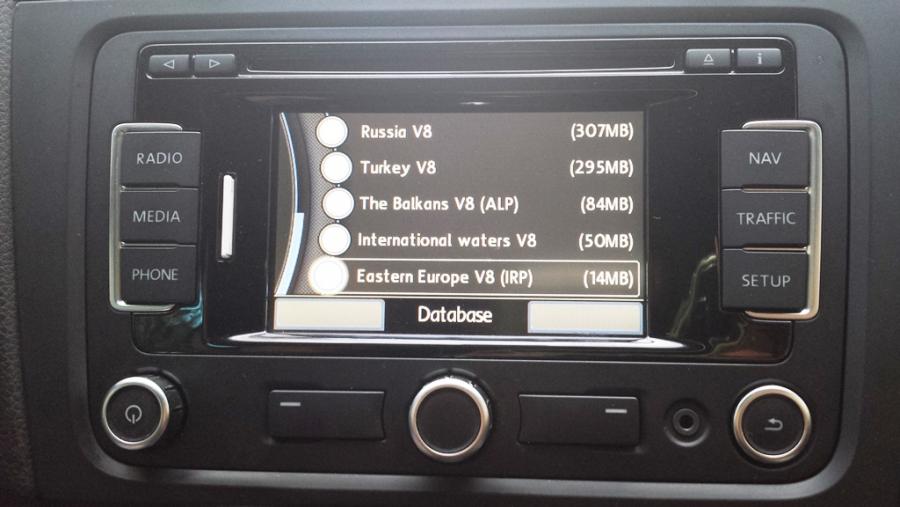 RADIO
MEDIA
PHONE
Russia V8 (307MB)
Turkey V8 (295MB)
The Balkans V8 (ALP) (84MB)
International waters V8 (50MB)
Eastern Europe V8 (IRP) (14MB)
Database
NAV
TRAFFIC
SETUP
i